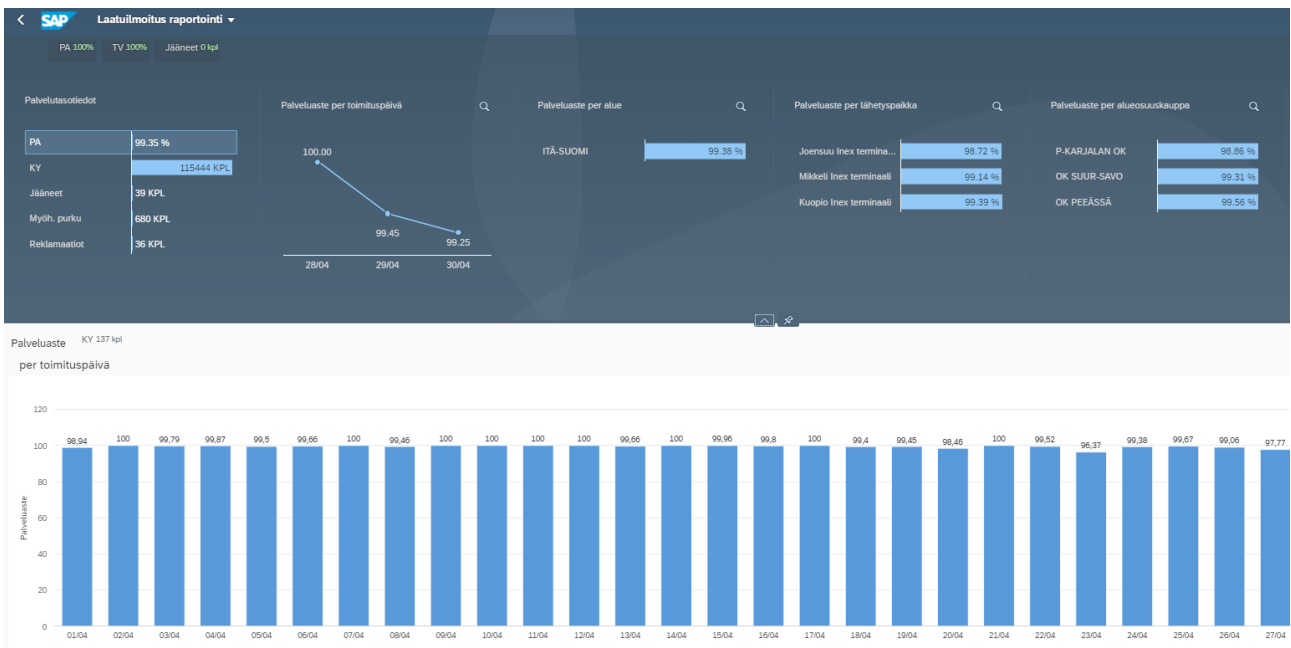 SAP Laatuilmoitus raportointi
PA 100% TV 100% Jääneet 0 kpl
Palvelutasotiedot
PA 99.35 %
KY 115444 KPL
Jääneet 39 KPL
Myöh. purku 680 KPL
Reklamaatiot 36 KPL
Palveluaste per toimituspäivä
100.00
99.45
99.25
28/04 29/04 30/04
Palveluaste per alue
ITÄ-SUOMI 99.38 %
Palveluaste per lähetyspaikka
Joensuu Inex termina... 98.72 %
Mikkeli Inex terminaali 99.14 %
Kuopio Inex terminaali 99.39 %
Palveluaste per alueosuuskauppa
P-KARJALAN OK 98.86 %
OK SUUR-SAVO 99.31 %
OK PEEÄSSÄ 99.56 %
Palveluaste KY 137 kpl
per toimituspäivä
Palveluaste
120
100
80
60
40
20
0
98,94 100 99,79 99,87 99,5 99,66 100 99,46 100 100 100 100 99,66 100 99,96 99,8 100 99,4 99,45 98,46 100 99,52 96,37 99,38 99,67 99,06 97,77
01/04 02/04 03/04 04/04 05/04 06/04 07/04 08/04 09/04 10/04 11/04 12/04 13/04 14/04 15/04 16/04 17/04 18/04 19/04 20/04 21/04 22/04 23/04 24/04 25/04 26/04 27/04